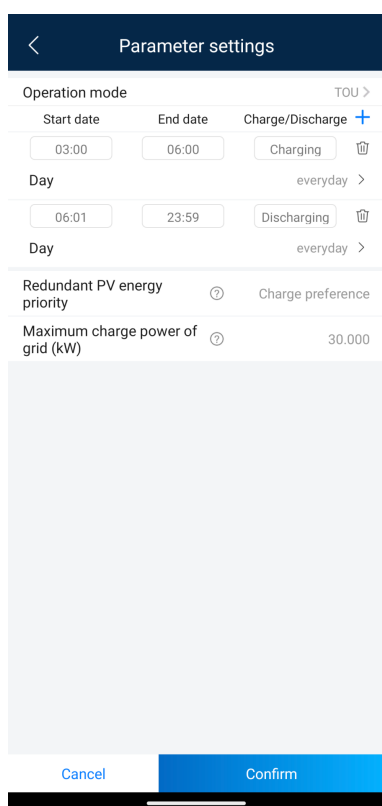 Parameter settings
Operation mode TOU >
Start date End date Charge/Discharge +
03:00 06:00 Charging
Day everyday >
06:01 23:59 Discharging
Day everyday >
Redundant PV energy
priority ? Charge preference
Maximum charge power of
grid (kW) ? 30.000
Cancel Confirm